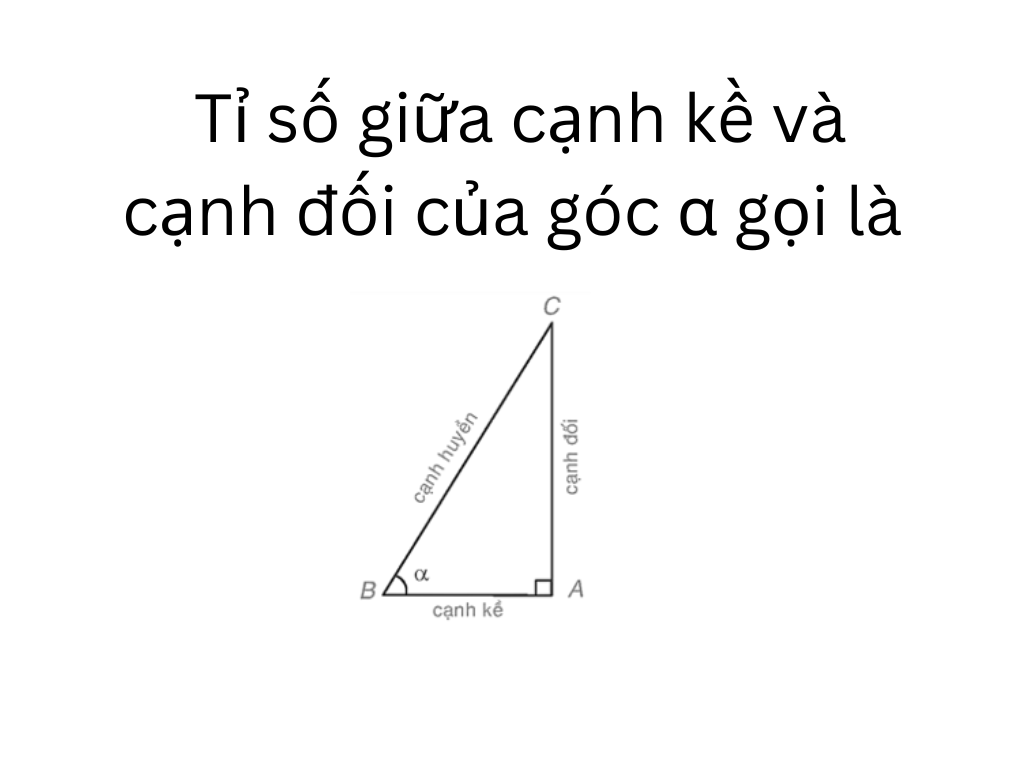 Tỉ số giữa cạnh kề và
cạnh đối của góc α gọi là
C
cạnh huyền
cạnh đối
B
α
A
cạnh kề